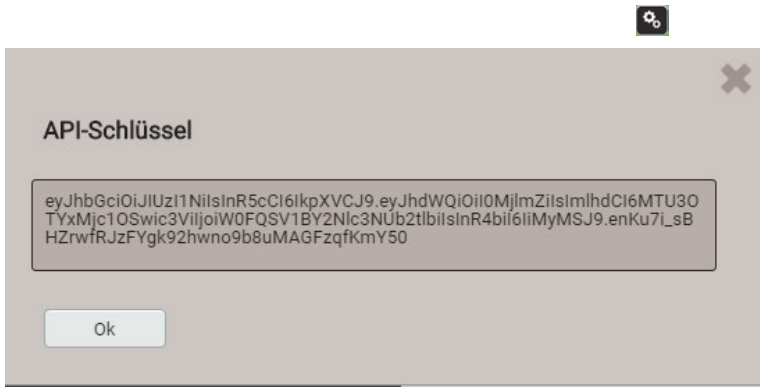 API-Schlüssel
eyJhbGciOiJIUzI1NiIsInR5cCI6IkpXVCJ9.eyJhdWQiOiI0MjlmZiIsImlhdCI6MTU3O
TYxMjc1OSwic3ViIjoiW0FQSV1BY2Nlc3NUb2tlbiIsInR4biI6IiMyMSJ9.enKu7i_sB
HZrwfRJzFYgk92hwno9b8uMAGFzqfKmY50
Ok